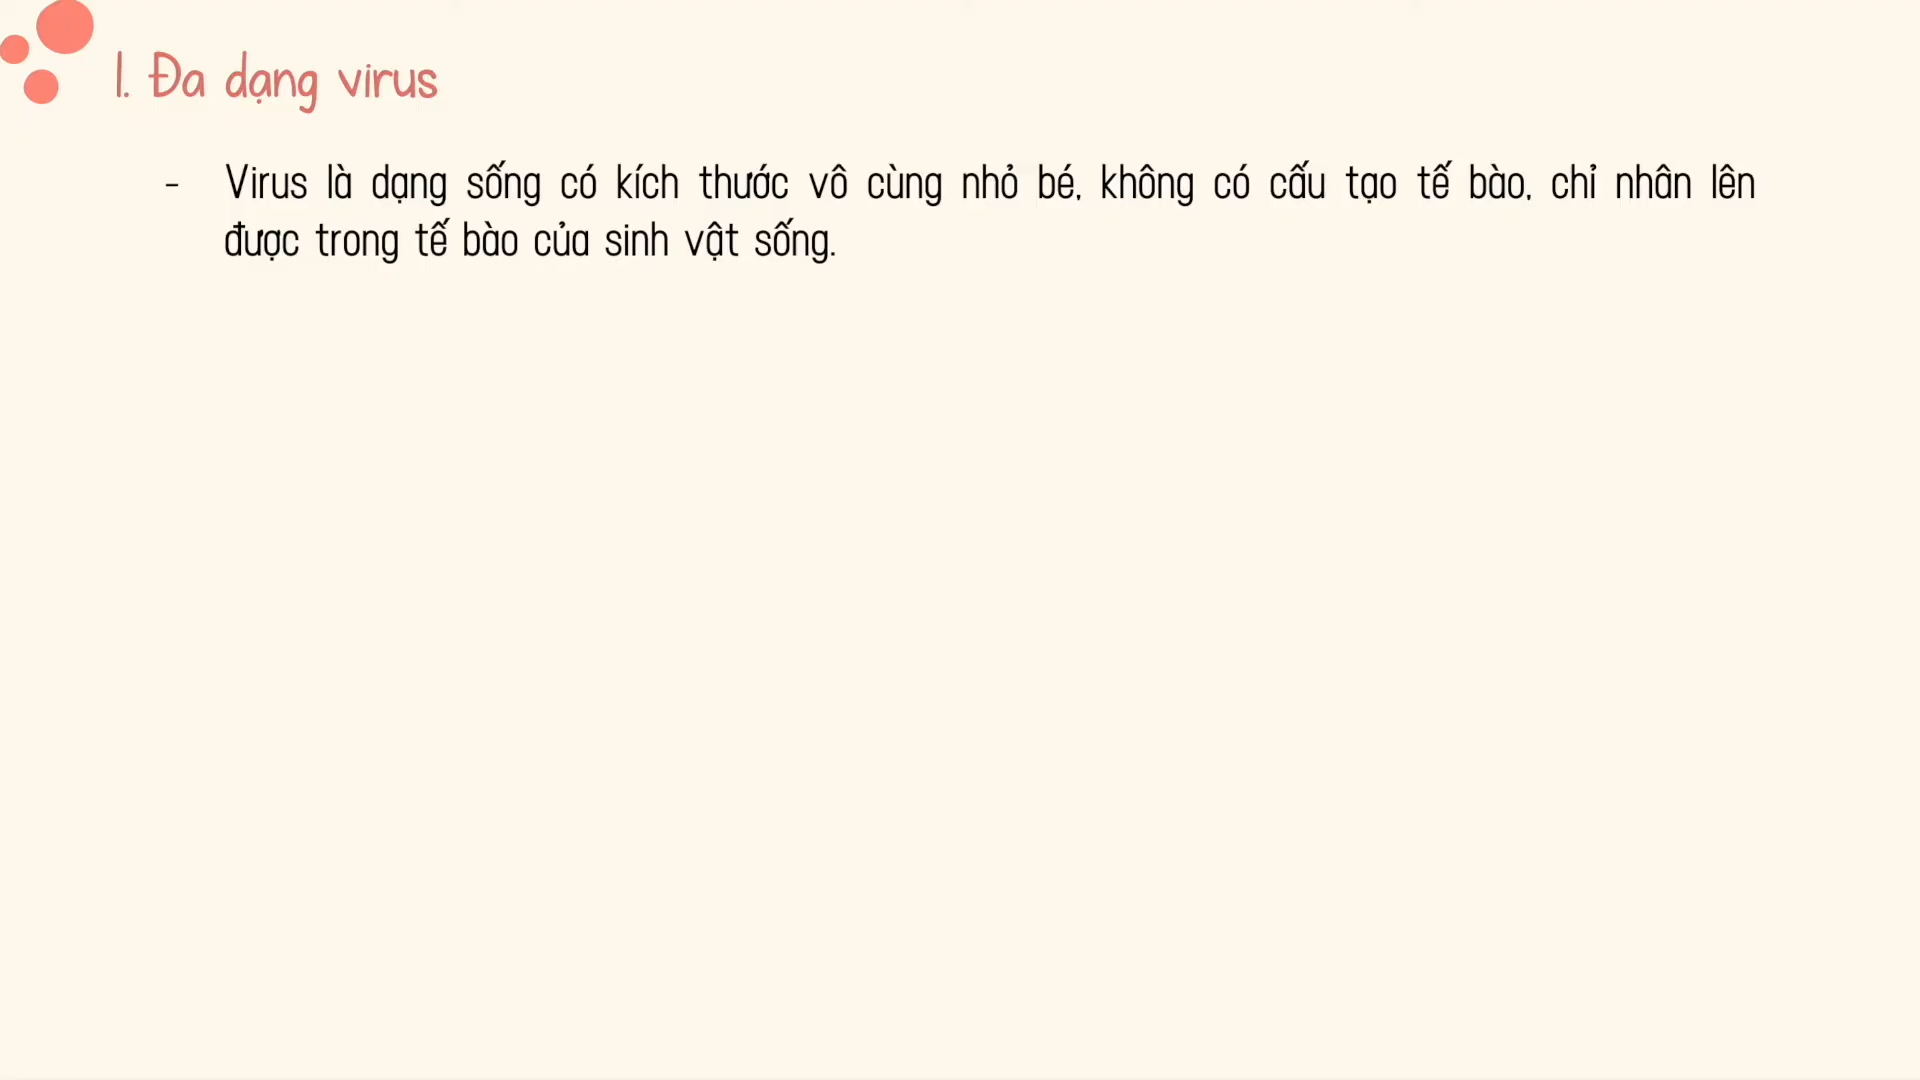 I. Đa dạng virus
- Virus là dạng sống có kích thước vô cùng nhỏ bé, không có cấu tạo tế bào, chỉ nhân lên
được trong tế bào của sinh vật sống.